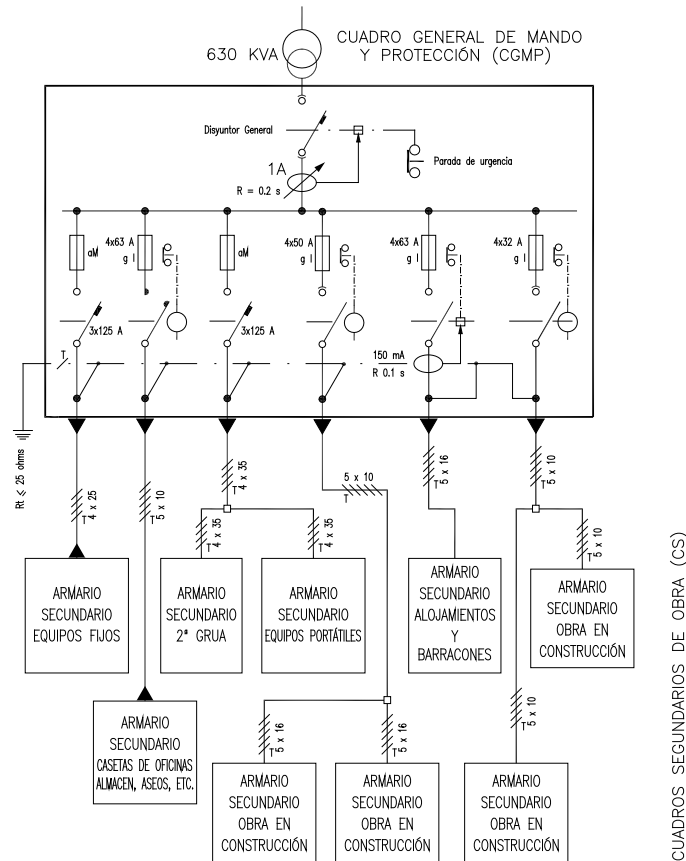 630 KVA
CUADRO GENERAL DE MANDO
Y PROTECCIÓN (CGMP)
Disyuntor General
Parada de urgencia
1A
R = 0.2 s
aM
4x63 A
g I
aM
4x50 A
g I
4x63 A
g I
4x32 A
g I
3x125 A
3x125 A
T
150 mA
R 0.1 s
Rt ≤ 25 ohms
T
4 x 25
T
5 x 10
T
4 x 35
5 x 10
T
T
5 x 16
T
5 x 10
T
4 x 35
T
4 x 35
T
5 x 10
ARMARIO
SECUNDARIO
EQUIPOS FIJOS
ARMARIO
SECUNDARIO
2ª GRUA
ARMARIO
SECUNDARIO
EQUIPOS PORTÁTILES
ARMARIO
SECUNDARIO
ALOJAMIENTOS
Y
BARRACONES
ARMARIO
SECUNDARIO
OBRA EN
CONSTRUCCIÓN
ARMARIO
SECUNDARIO
CASETAS DE OFICINAS
ALMACEN, ASEOS, ETC.
T
5 x 16
T
5 x 16
T
5 x 10
ARMARIO
SECUNDARIO
OBRA EN
CONSTRUCCIÓN
ARMARIO
SECUNDARIO
OBRA EN
CONSTRUCCIÓN
ARMARIO
SECUNDARIO
OBRA EN
CONSTRUCCIÓN
CUADROS SEGUNDARIOS DE OBRA (CS)